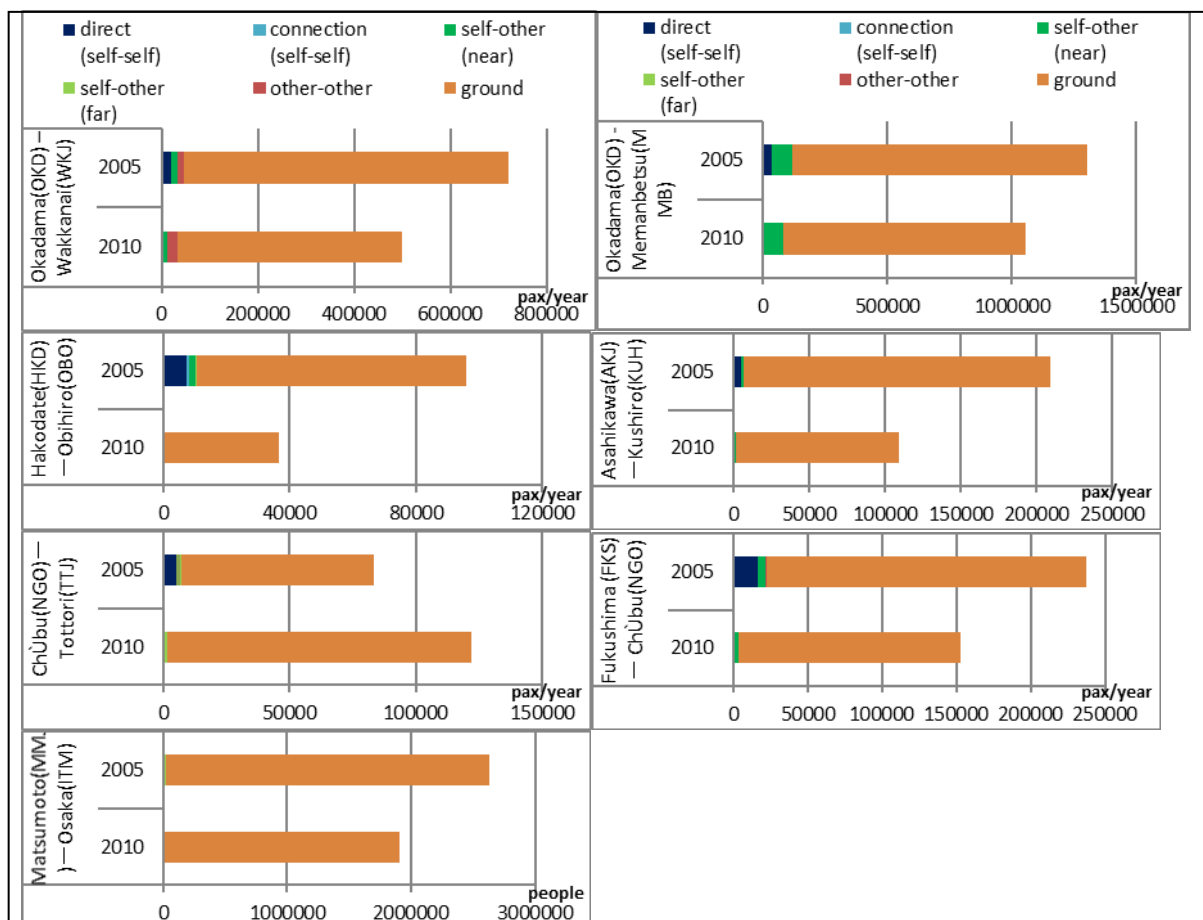 direct (self-self)
connection (self-self)
self-other (near)
self-other (far)
other-other
ground
Okadama(OKD) – Wakkanai(WKJ)
2005
2010
pax/year
0 200000 400000 600000 800000
direct (self-self)
connection (self-self)
self-other (near)
self-other (far)
other-other
ground
Okadama(OKD) - Memanbetsu(M MB)
2005
2010
pax/year
0 500000 1000000 1500000
Hakodate(HKD) —Obihiro(OBO)
2005
2010
pax/year
0 40000 80000 120000
Asahikawa(AKJ) —Kushiro(KUH)
2005
2010
pax/year
0 50000 100000 150000 200000 250000
ChÙbu(NGO)— Tottori(TTJ)
2005
2010
pax/year
0 50000 100000 150000
Fukushima (FKS) — ChÙbu(NGO)
2005
2010
pax/year
0 50000 100000 150000 200000 250000
Matsumoto(MM. )—Osaka(ITM)
2005
2010
people
0 1000000 2000000 3000000